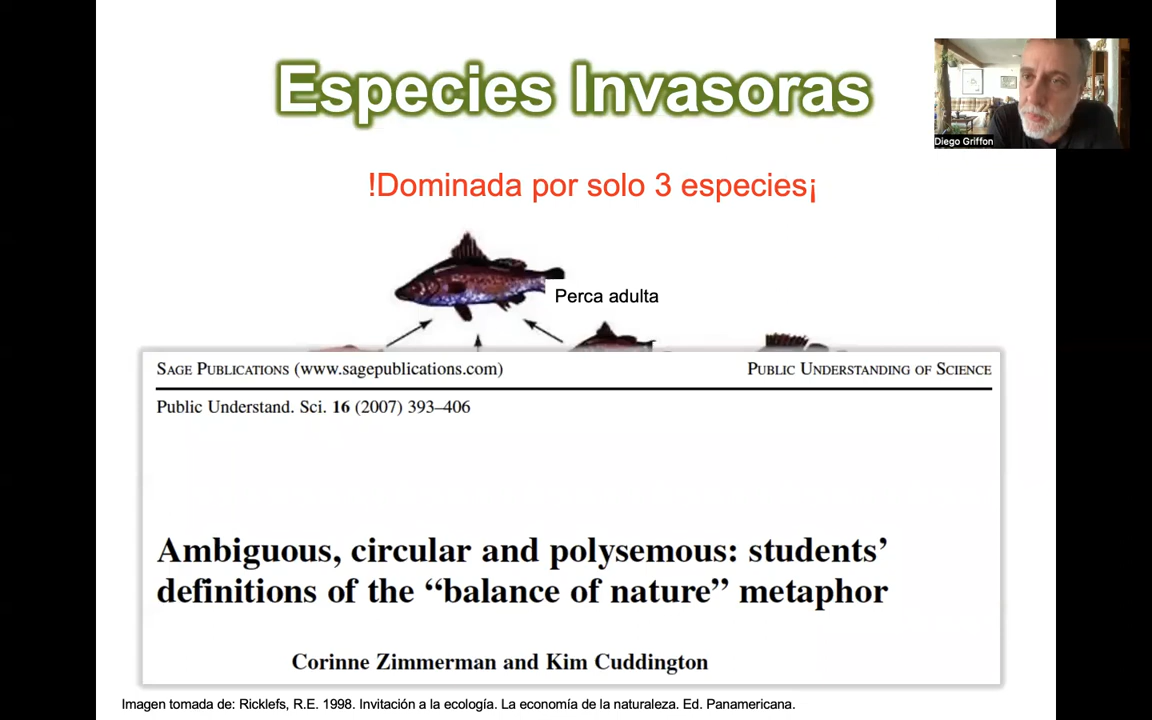 Especies Invasoras
Diego Griffon
!Dominada por solo 3 especies¡
Perca adulta
SAGE PUBLICATIONS (www.sagepublications.com) PUBLIC UNDERSTANDING OF SCIENCE
Public Understand. Sci. 16 (2007) 393–406
Ambiguous, circular and polysemous: students’
definitions of the “balance of nature” metaphor
Corinne Zimmerman and Kim Cuddington
Imagen tomada de: Ricklefs, R.E. 1998. Invitación a la ecología. La economía de la naturaleza. Ed. Panamericana.